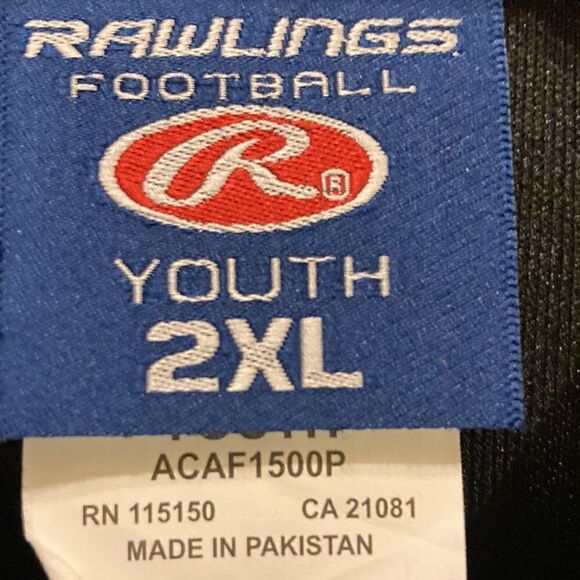 RAWLINGS
FOOTBALL
R®
YOUTH
2XL
ACAF1500P
RN 115150 CA 21081
MADE IN PAKISTAN